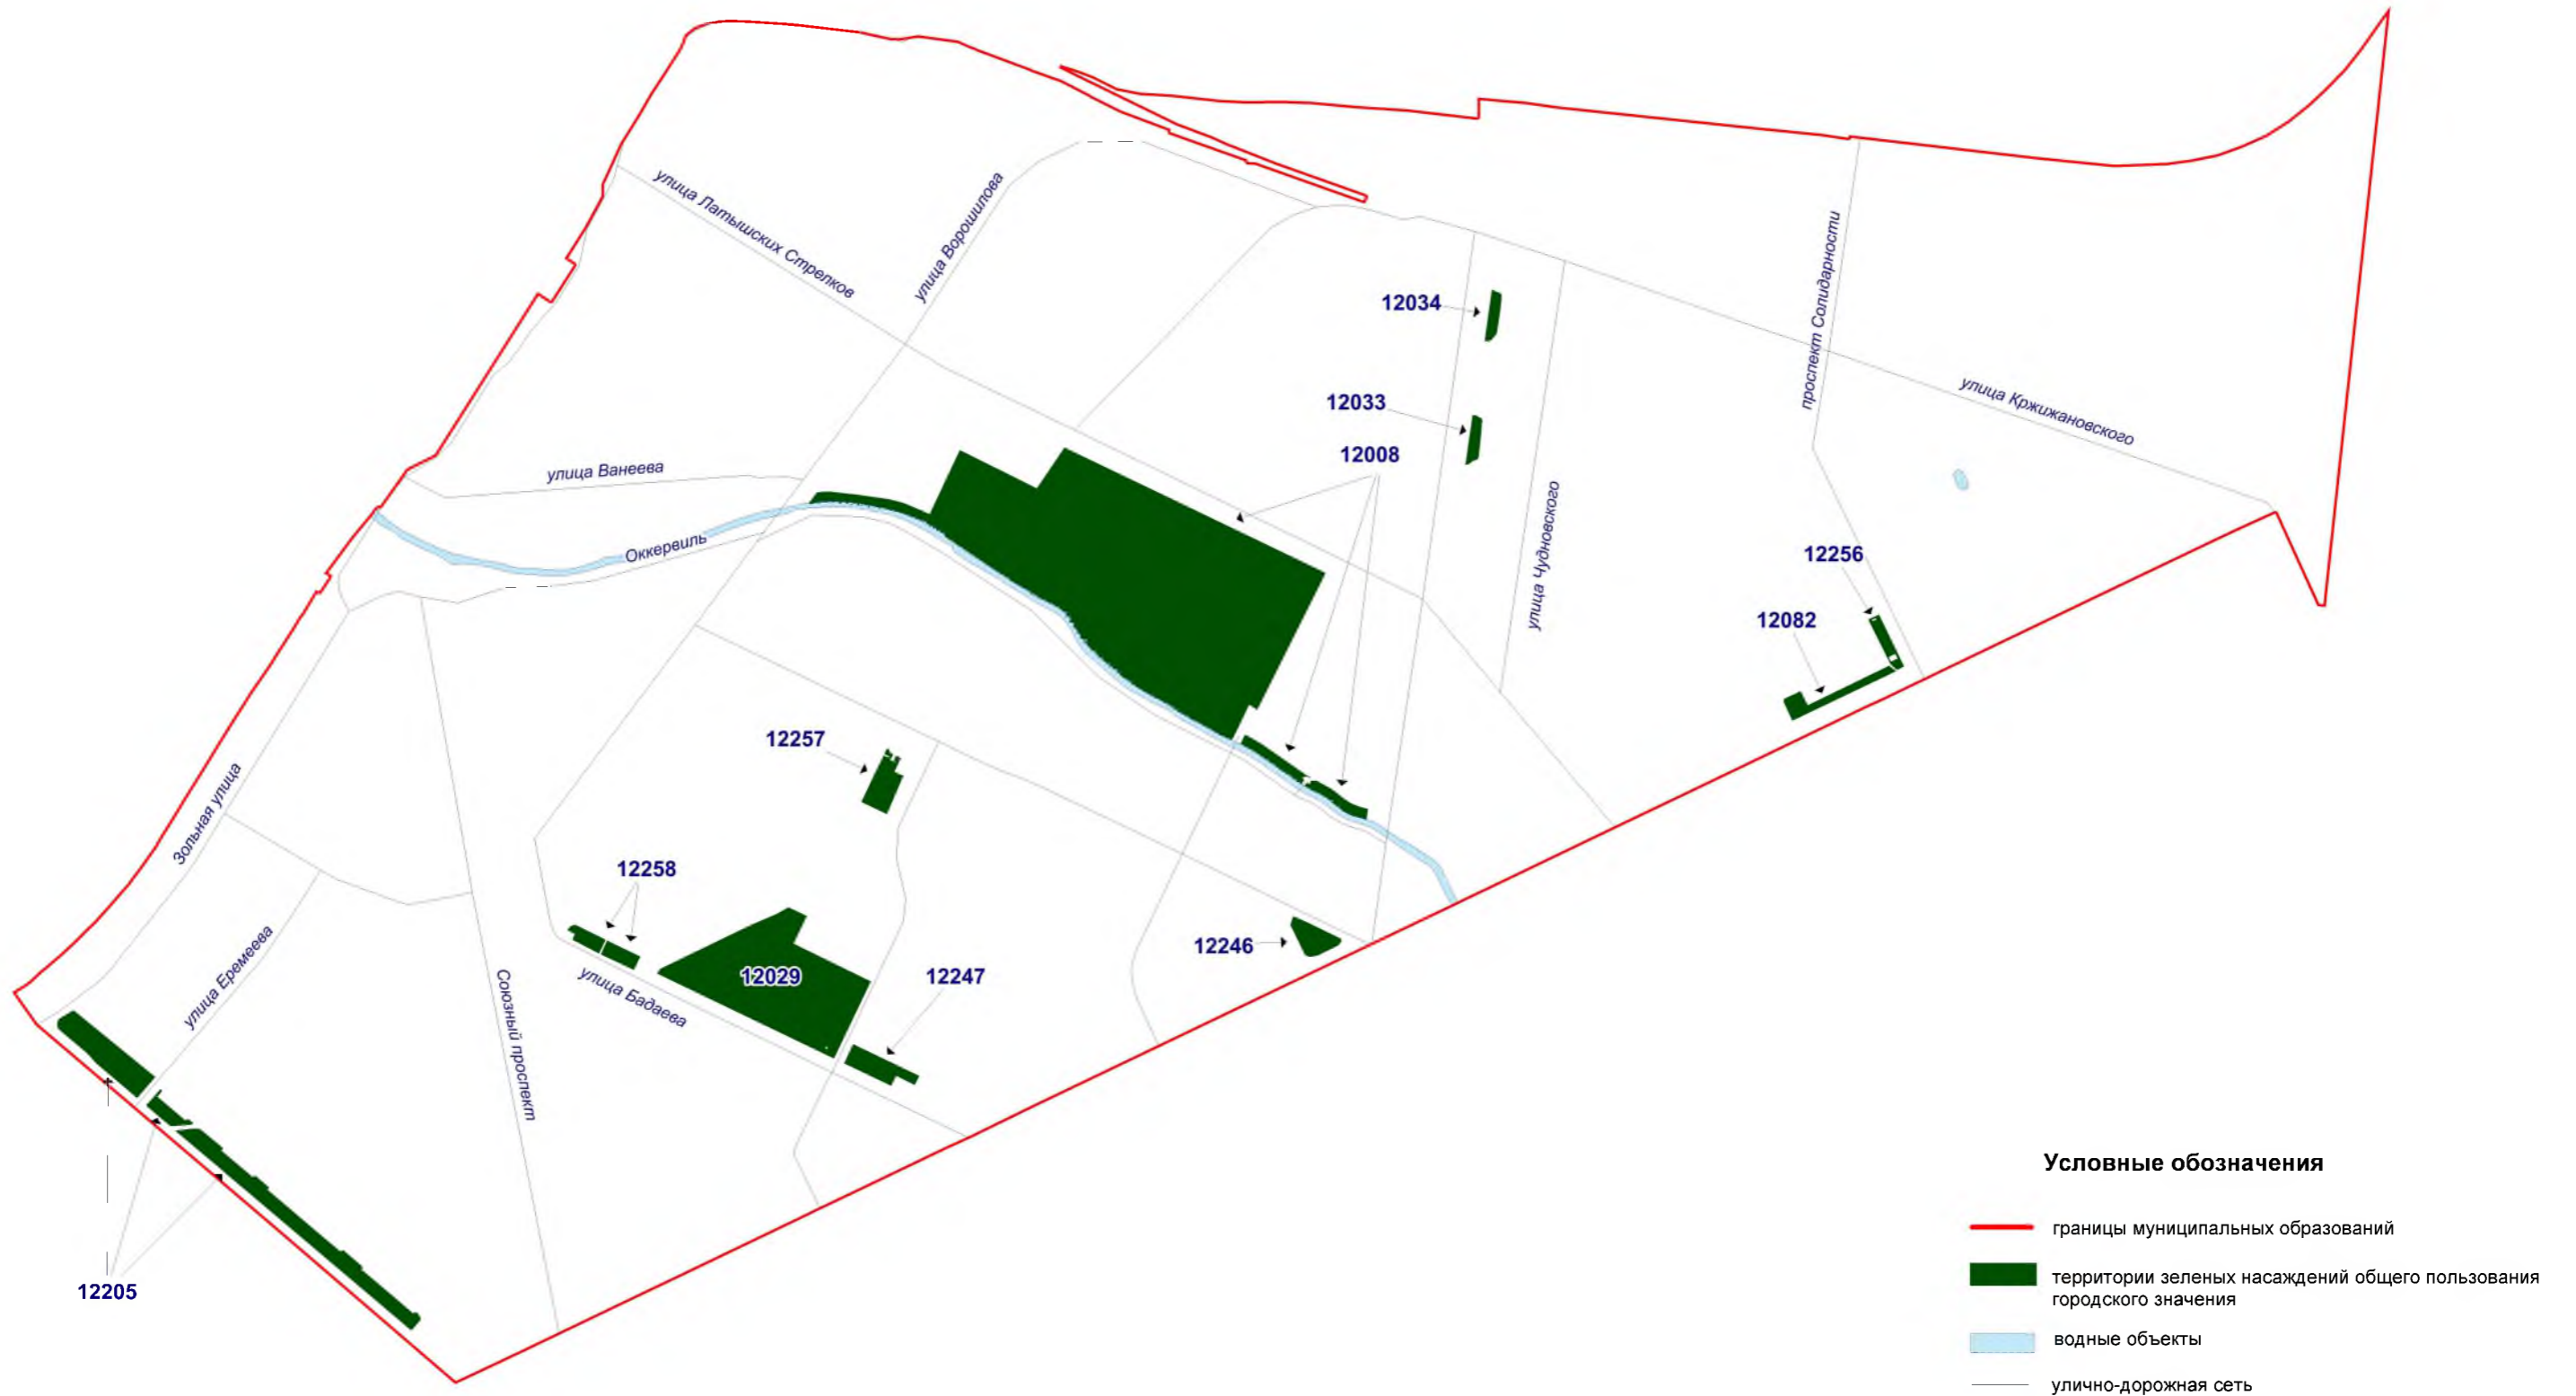 улица Латышских Стрелков
улица Ворошилова
проспект Солидарности
12034
12033
улица Кржижановского
12008
улица Ванеева
улица Чудновского
Оккервиль
12256
12082
12257
Зольная улица
12258
12246
улица Еремеева
12029
12247
улица Бадаева
Союзный проспект
12205
Условные обозначения
границы муниципальных образований
территории зеленых насаждений общего пользования
городского значения
водные объекты
улично-дорожная сеть